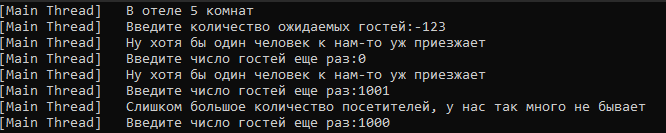 [Main Thread] В отеле 5 комнат
[Main Thread] Введите количество ожидаемых гостей:-123
[Main Thread] Ну хотя бы один человек к нам-то уж приезжает
[Main Thread] Введите число гостей еще раз:0
[Main Thread] Ну хотя бы один человек к нам-то уж приезжает
[Main Thread] Введите число гостей еще раз:1001
[Main Thread] Слишком большое количество посетителей, у нас так много не бывает
[Main Thread] Введите число гостей еще раз:1000